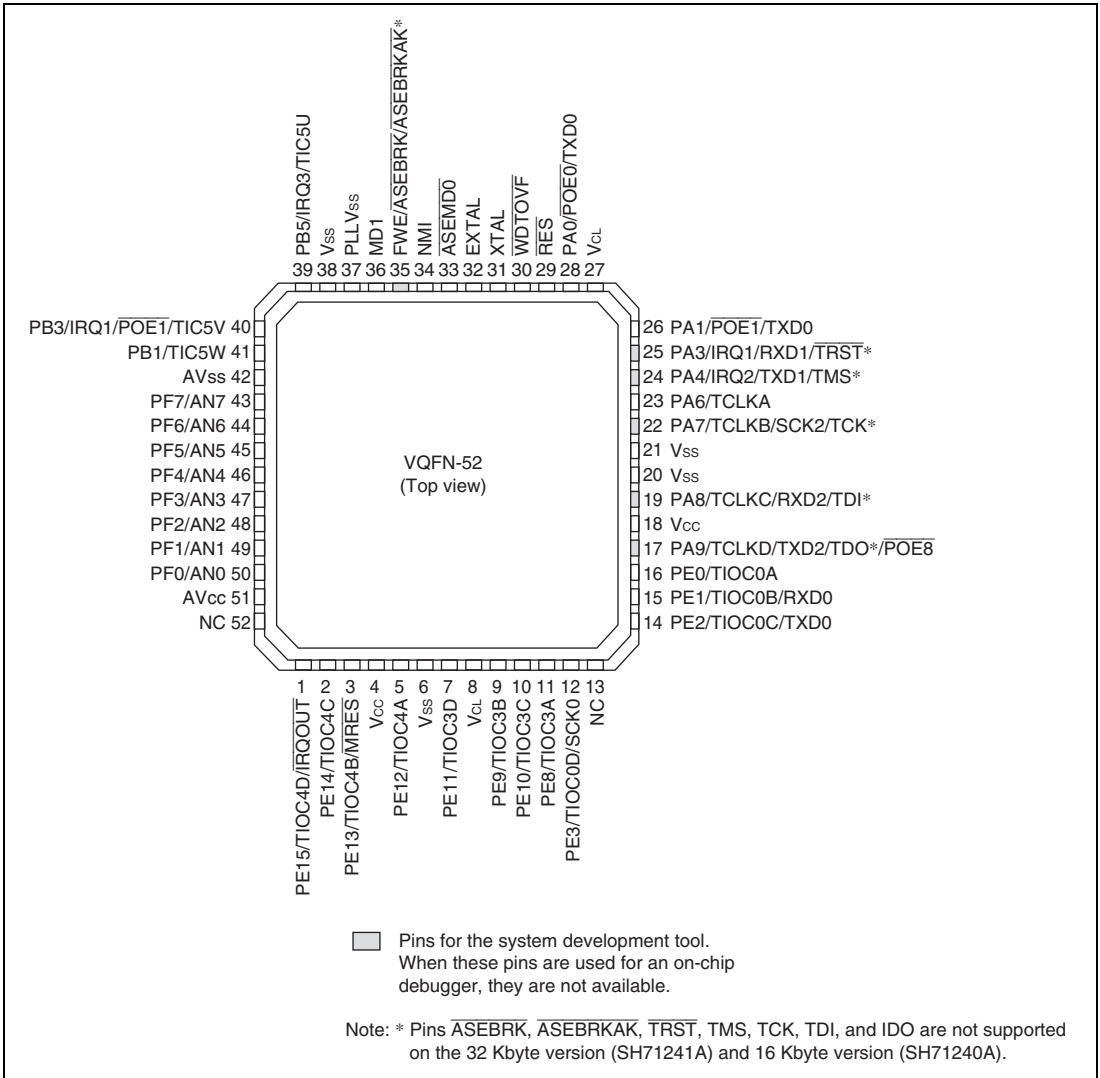 PB5/IRQ3/TIC5U
Vss
PLLVss
MD1
FWE/ASEBRK/ASEBRKAK*
NMI
ASEMD0
EXTAL
XTAL
WDTOVF
RES
PA0/POE0/TXD0
VCL
39 38 37 36 35 34 33 32 31 30 29 28 27
PB3/IRQ1/POE1/TIC5V 40
PB1/TIC5W 41
AVss 42
PF7/AN7 43
PF6/AN6 44
PF5/AN5 45
PF4/AN4 46
PF3/AN3 47
PF2/AN2 48
PF1/AN1 49
PF0/AN0 50
AVcc 51
NC 52
VQFN-52
(Top view)
26 PA1/POE1/TXD0
25 PA3/IRQ1/RXD1/TRST*
24 PA4/IRQ2/TXD1/TMS*
23 PA6/TCLKA
22 PA7/TCLKB/SCK2/TCK*
21 Vss
20 Vss
19 PA8/TCLKC/RXD2/TDI*
18 Vcc
17 PA9/TCLKD/TXD2/TDO*/POE8
16 PE0/TIOC0A
15 PE1/TIOC0B/RXD0
14 PE2/TIOC0C/TXD0
1 2 3 4 5 6 7 8 9 10 11 12 13
PE15/TIOC4D/IRQOUT
PE14/TIOC4C
PE13/TIOC4B/MRES
Vcc
PE12/TIOC4A
Vss
PE11/TIOC3D
VCL
PE9/TIOC3B
PE10/TIOC3C
PE8/TIOC3A
PE3/TIOC0D/SCK0
NC
Pins for the system development tool.
When these pins are used for an on-chip
debugger, they are not available.
Note: * Pins ASEBRK, ASEBRKAK, TRST, TMS, TCK, TDI, and IDO are not supported
on the 32 Kbyte version (SH71241A) and 16 Kbyte version (SH71240A).